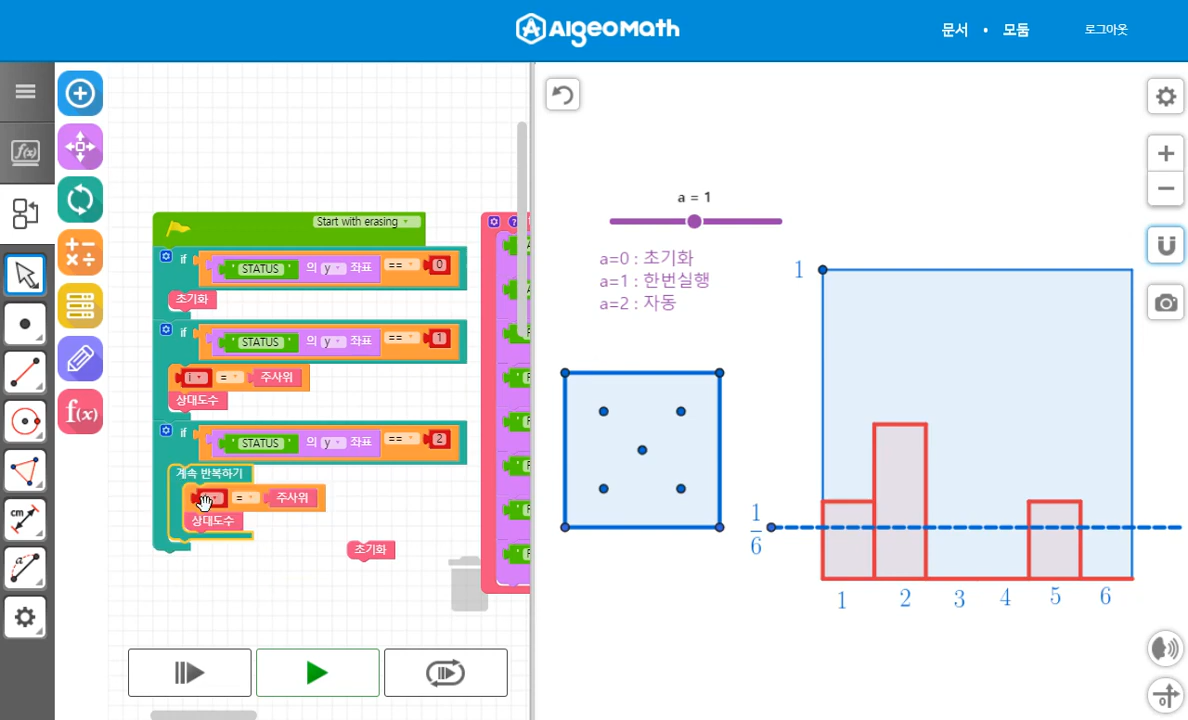 AlgeoMath
문서 • 모둠
로그아웃
f(x)
Start with erasing
if ' STATUS ' 의 y 좌표 == 0
초기화
if ' STATUS ' 의 y 좌표 == 1
i = 주사위
상대도수
if ' STATUS ' 의 y 좌표 == 2
계속 반복하기
= 주사위
상대도수
초기화
cm
a
f(x)
a = 1
a=0 : 초기화
a=1 : 한번실행
a=2 : 자동
1
1
6
1 2 3 4 5 6